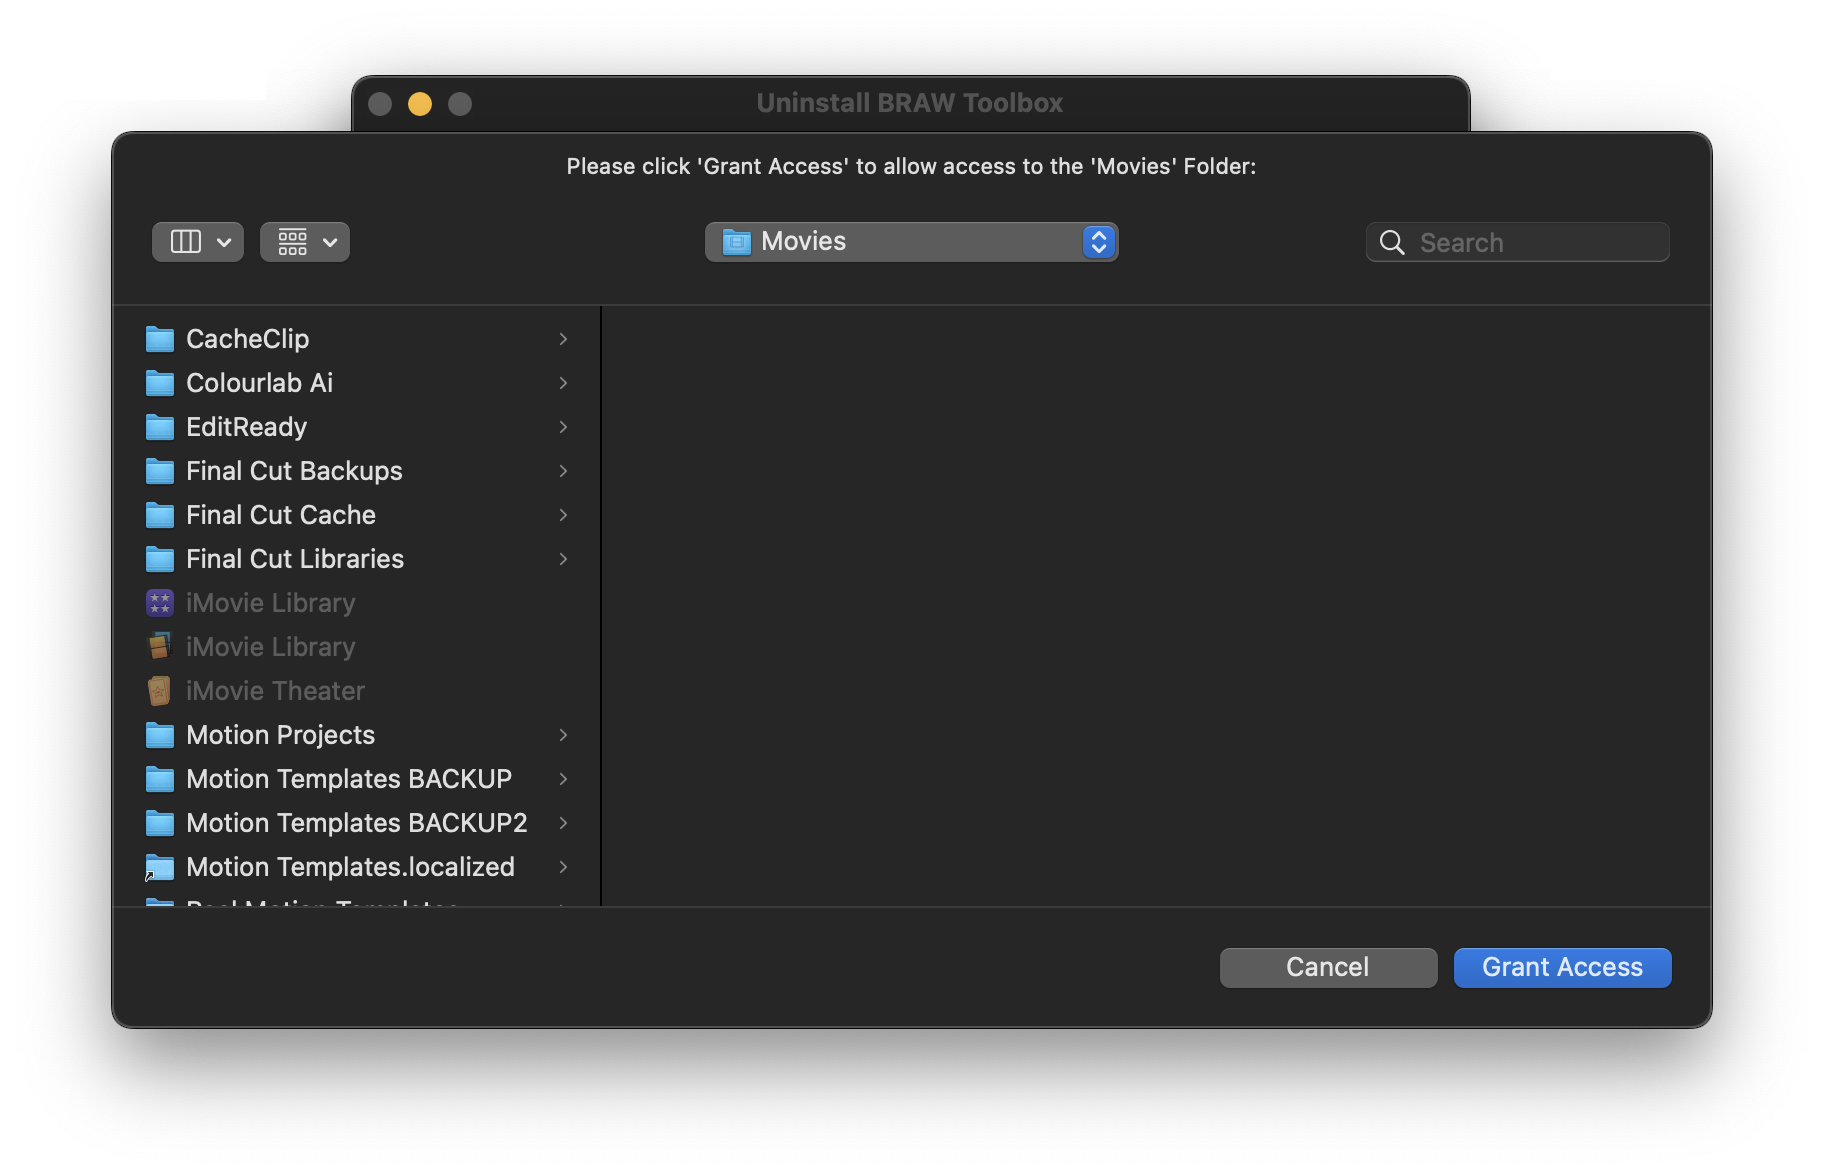 Uninstall BRAW Toolbox
Please click 'Grant Access' to allow access to the 'Movies' Folder:
Movies
Search
CacheClip
Colourlab Ai
EditReady
Final Cut Backups
Final Cut Cache
Final Cut Libraries
iMovie Library
iMovie Library
iMovie Theater
Motion Projects
Motion Templates BACKUP
Motion Templates BACKUP2
Motion Templates.localized
Motion Templates
Cancel
Grant Access